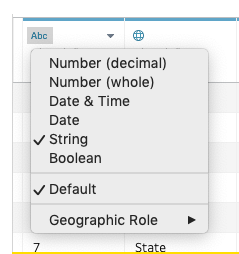 Abc
Number (decimal)
Number (whole)
Date & Time
Date
String
Boolean
Default
Geographic Role
7 State